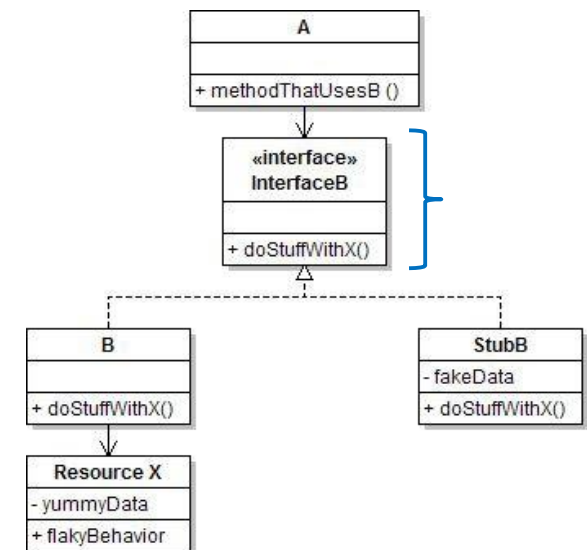 A
+ methodThatUsesB ()
«interface»
InterfaceB
+ doStuffWithX()
B
+ doStuffWithX()
StubB
- fakeData
+ doStuffWithX()
Resource X
- yummyData
+ flakyBehavior